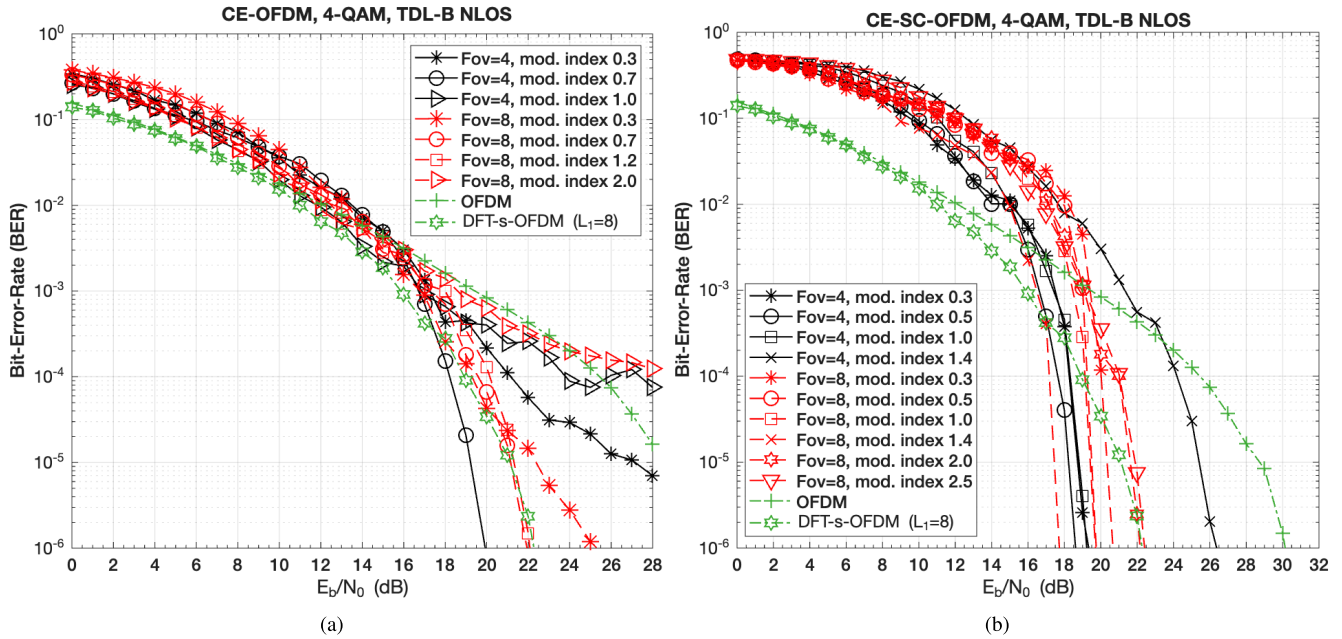 CE-OFDM, 4-QAM, TDL-B NLOS
Bit-Error-Rate (BER)
10^0
10^-1
10^-2
10^-3
10^-4
10^-5
10^-6
Fov=4, mod. index 0.3
Fov=4, mod. index 0.7
Fov=4, mod. index 1.0
Fov=8, mod. index 0.3
Fov=8, mod. index 0.7
Fov=8, mod. index 1.2
Fov=8, mod. index 2.0
OFDM
DFT-s-OFDM (L₁=8)
0 2 4 6 8 10 12 14 16 18 20 22 24 26 28
E_b/N_0 (dB)
(a)
CE-SC-OFDM, 4-QAM, TDL-B NLOS
Bit-Error-Rate (BER)
10^0
10^-1
10^-2
10^-3
10^-4
10^-5
10^-6
Fov=4, mod. index 0.3
Fov=4, mod. index 0.5
Fov=4, mod. index 1.0
Fov=4, mod. index 1.4
Fov=8, mod. index 0.3
Fov=8, mod. index 0.5
Fov=8, mod. index 1.0
Fov=8, mod. index 1.4
Fov=8, mod. index 2.0
Fov=8, mod. index 2.5
OFDM
DFT-s-OFDM (L₁=8)
0 2 4 6 8 10 12 14 16 18 20 22 24 26 28 30 32
E_b/N_0 (dB)
(b)